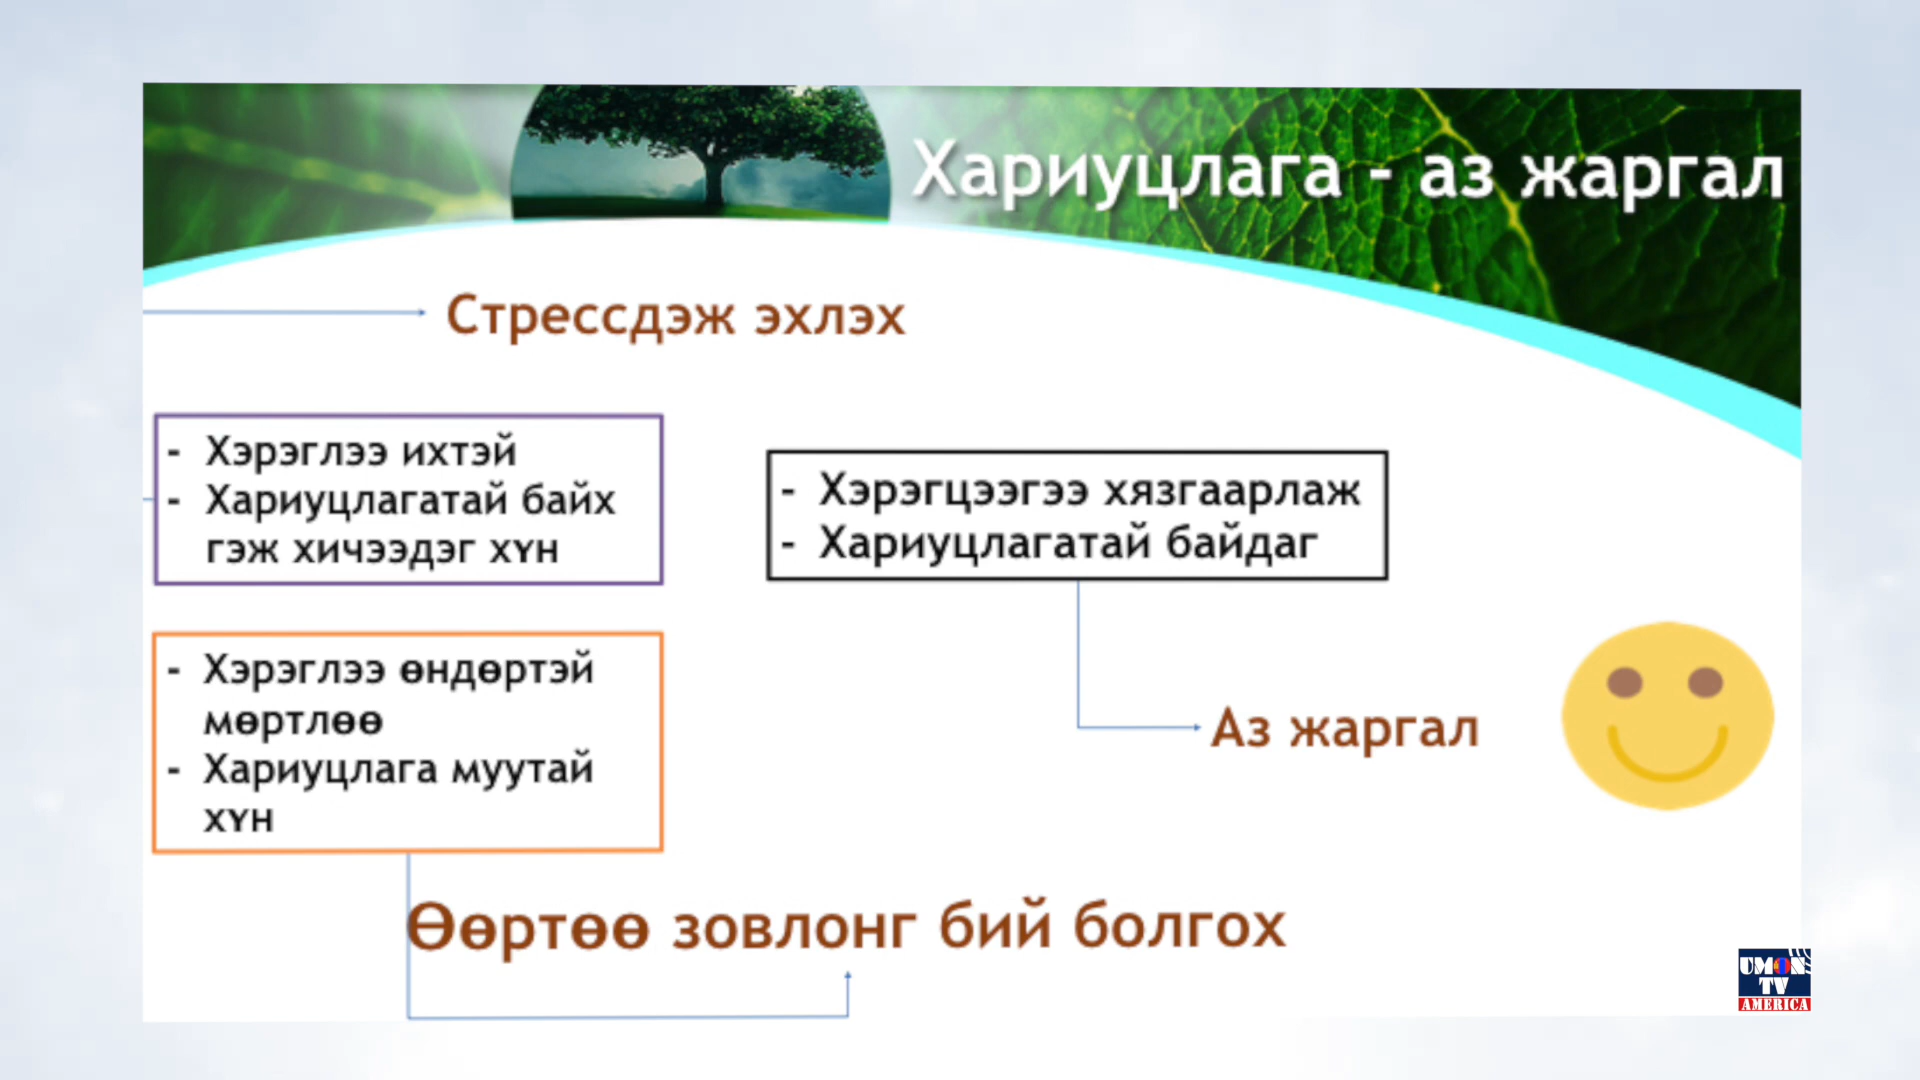 Хариуцлага - аз жаргал
Стрессдэж эхлэх
- Хэрэглээ ихтэй
- Хариуцлагатай байх
гэж хичээдэг хүн
- Хэрэгцээгээ хязгаарлаж
- Хариуцлагатай байдаг
- Хэрэглээ өндөртэй
мөртлөө
- Хариуцлага муутай
хүн
Аз жаргал
Өөртөө зовлонг бий болгох
UMON
TV
AMERICA